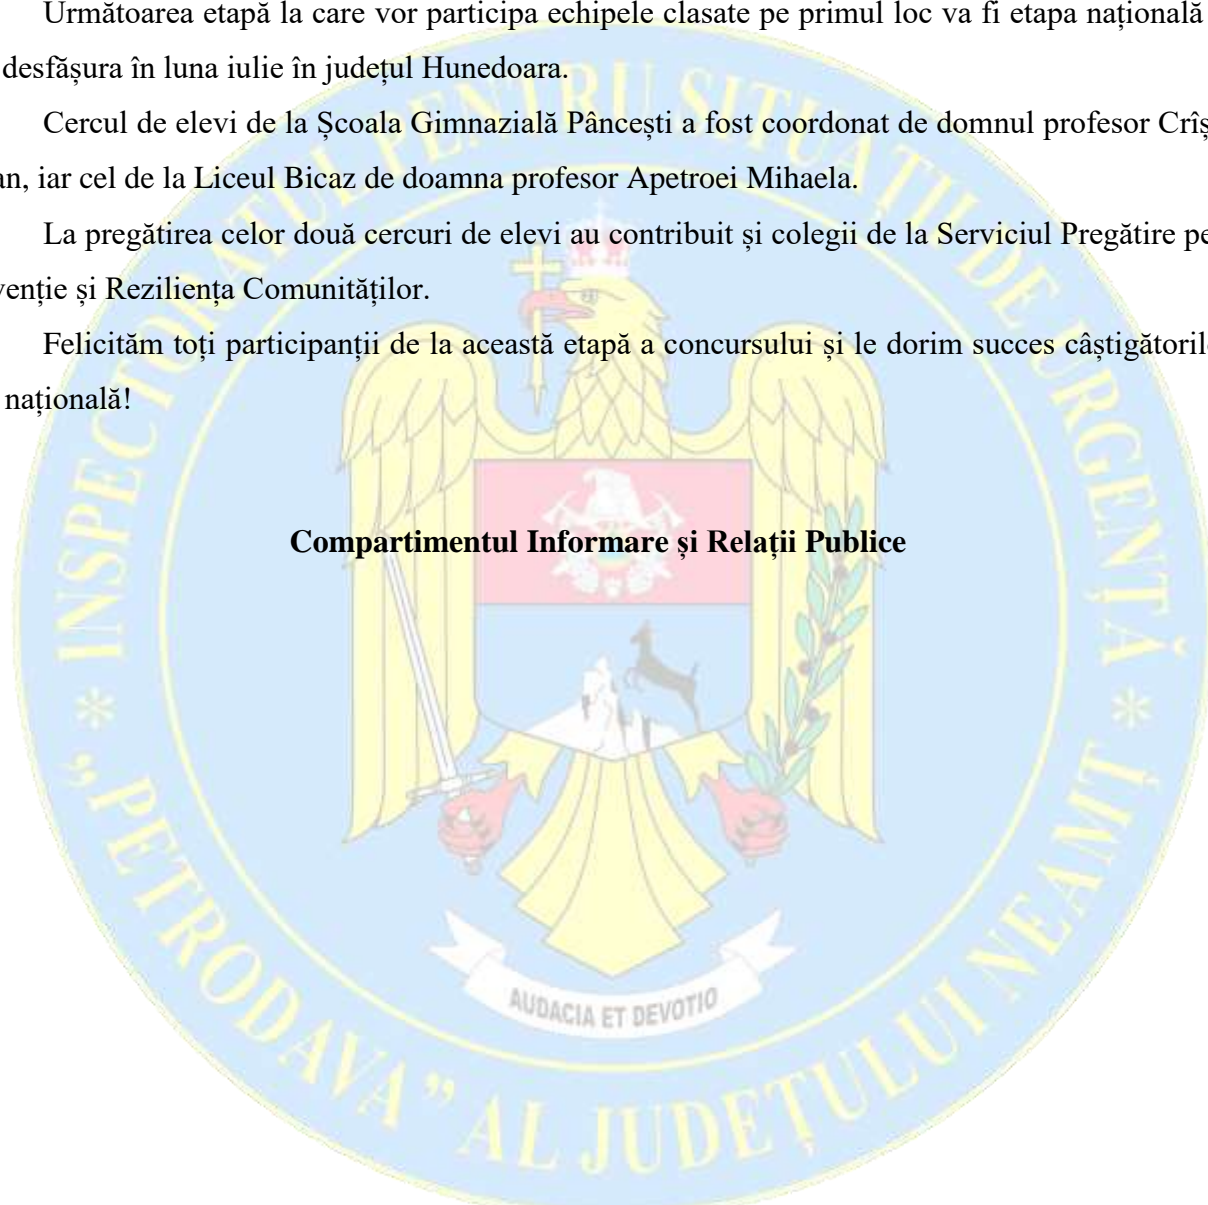 Următoarea etapă la care vor participa echipele clasate pe primul loc va fi etapa națională
desfășura în luna iulie în județul Hunedoara.
Cercul de elevi de la Școala Gimnazială Pâncești a fost coordonat de domnul profesor Crîș
an, iar cel de la Liceul Bicaz de doamna profesor Apetroei Mihaela.
La pregătirea celor două cercuri de elevi au contribuit și colegii de la Serviciul Pregătire pe
venție și Reziliența Comunităților.
Felicităm toți participanții de la această etapă a concursului și le dorim succes câștigătoril
națională!
Compartimentul Informare și Relații Publice
* INSPECTORATUL PENTRU SITUAȚII DE URGENȚĂ *
„PETRODAVA” AL JUDEȚULUI NEAMȚ
AUDACIA ET DEVOTIO